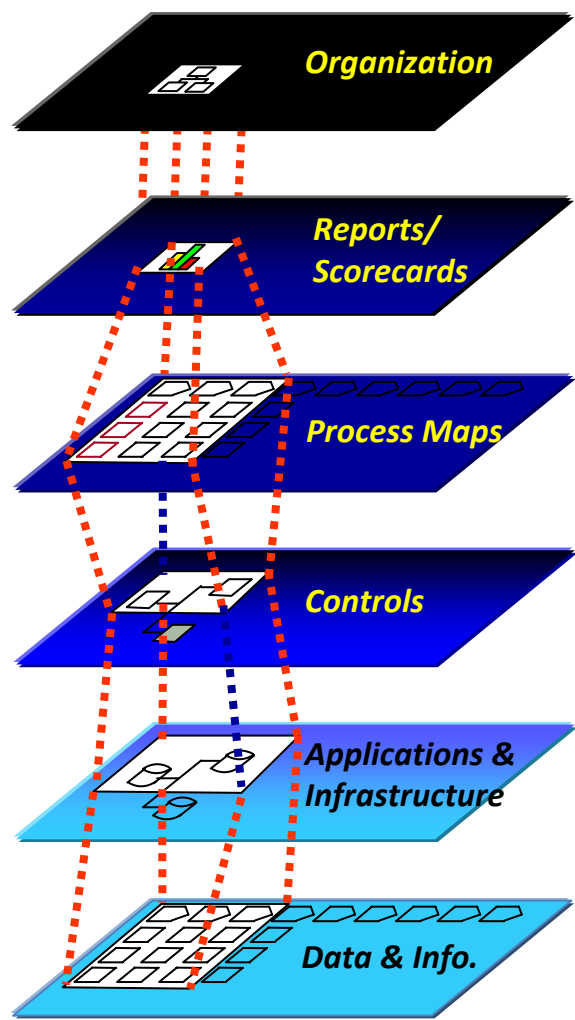 Organization
Reports/
Scorecards
Process Maps
Controls
Applications &
Infrastructure
Data & Info.